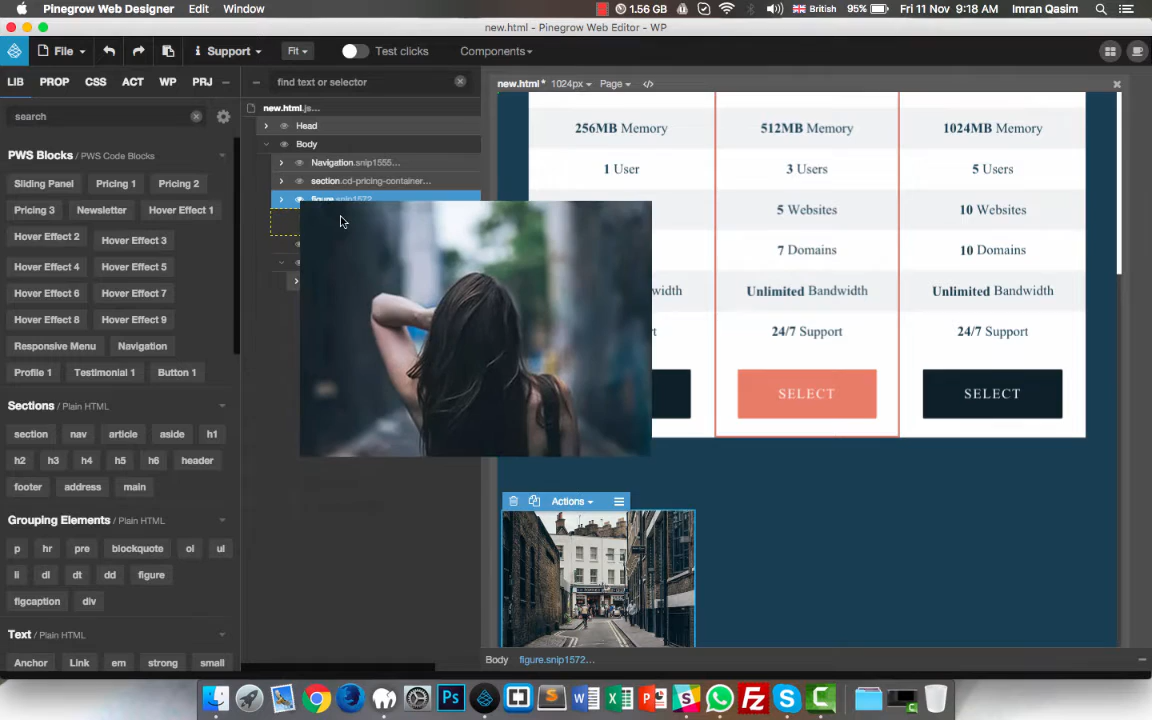 Pinegrow Web Designer Edit Window 1.56 GB British 95% Fri 11 Nov 9:18 AM Imran Qasim
new.html - Pinegrow Web Editor - WP
File Support Fit Test clicks Components
LIB PROP CSS ACT WP PRJ find text or selector new.html* 1024px Page </>
search
new.html.js...
Head
Body
Navigation.snip1555...
section.cd-pricing-container...
figure.snip1572
PWS Blocks / PWS Code Blocks
Sliding Panel Pricing 1 Pricing 2
Pricing 3 Newsletter Hover Effect 1
Hover Effect 2 Hover Effect 3
Hover Effect 4 Hover Effect 5
Hover Effect 6 Hover Effect 7
Hover Effect 8 Hover Effect 9
Responsive Menu Navigation
Profile 1 Testimonial 1 Button 1
Sections / Plain HTML
section nav article aside h1
h2 h3 h4 h5 h6 header
footer address main
Grouping Elements / Plain HTML
p hr pre blockquote ol ul
li dl dt dd figure
figcaption div
Text / Plain HTML
Anchor Link em strong small
256MB Memory 512MB Memory 1024MB Memory
1 User 3 Users 5 Users
5 Websites 10 Websites
7 Domains 10 Domains
Unlimited Bandwidth Unlimited Bandwidth
24/7 Support 24/7 Support
SELECT SELECT
Actions
Body figure.snip1572...
Ps W X P Fz S C